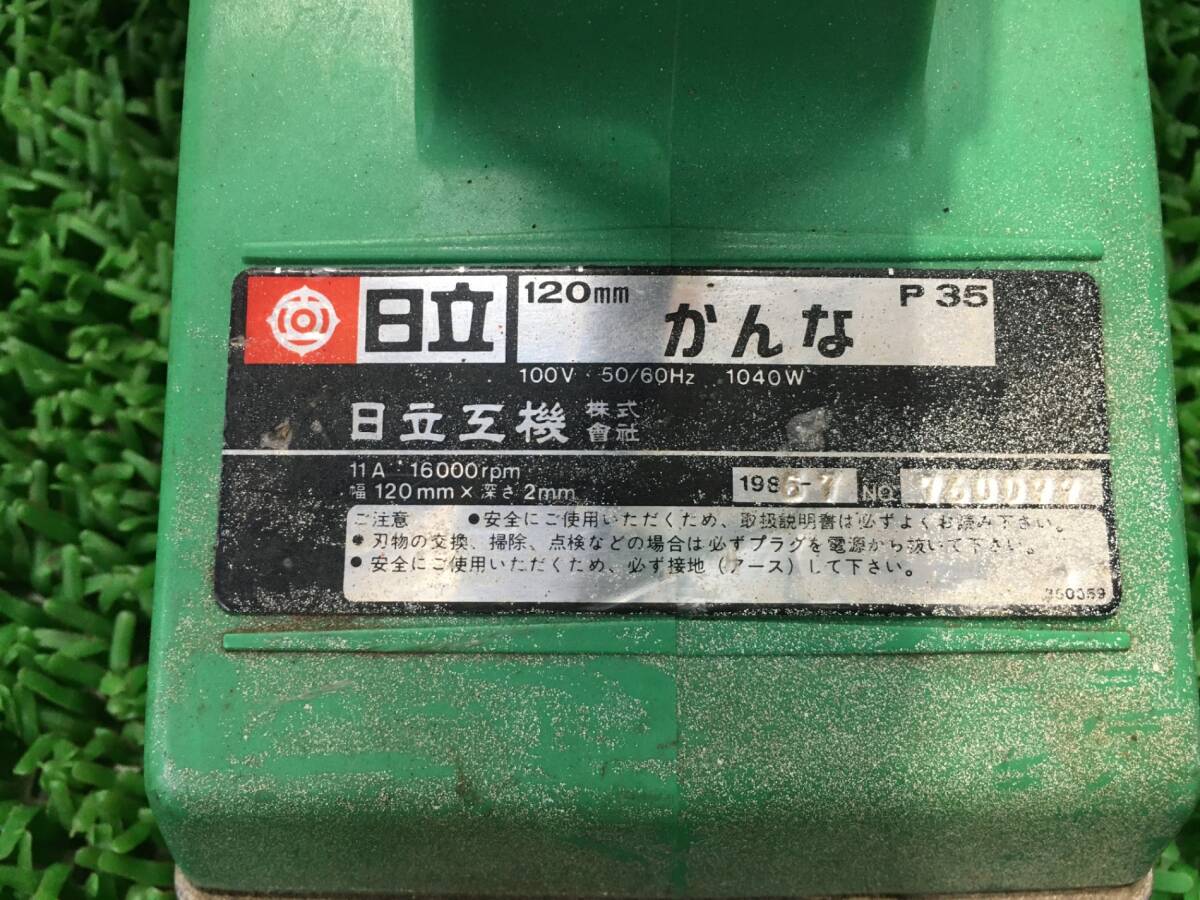 日立 120mm かんな P 35
100V 50/60Hz 1040W
日立工機 株式會社
11A 16000rpm
幅 120mm × 深さ 2mm
198 -7 NO.
ご注意 ●安全にご使用いただくため、取扱説明書は必ずよくお読み下さい。
●刃物の交換、掃除、点検などの場合は必ずプラグを電源から抜いて下さい。
●安全にご使用いただくため、必ず接地（アース）して下さい。